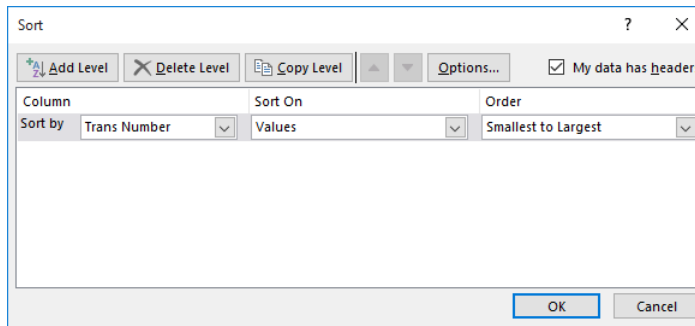 Sort ?
Add Level Delete Level Copy Level Options... My data has header
Column Sort On Order
Sort by Trans Number Values Smallest to Largest
OK Cancel